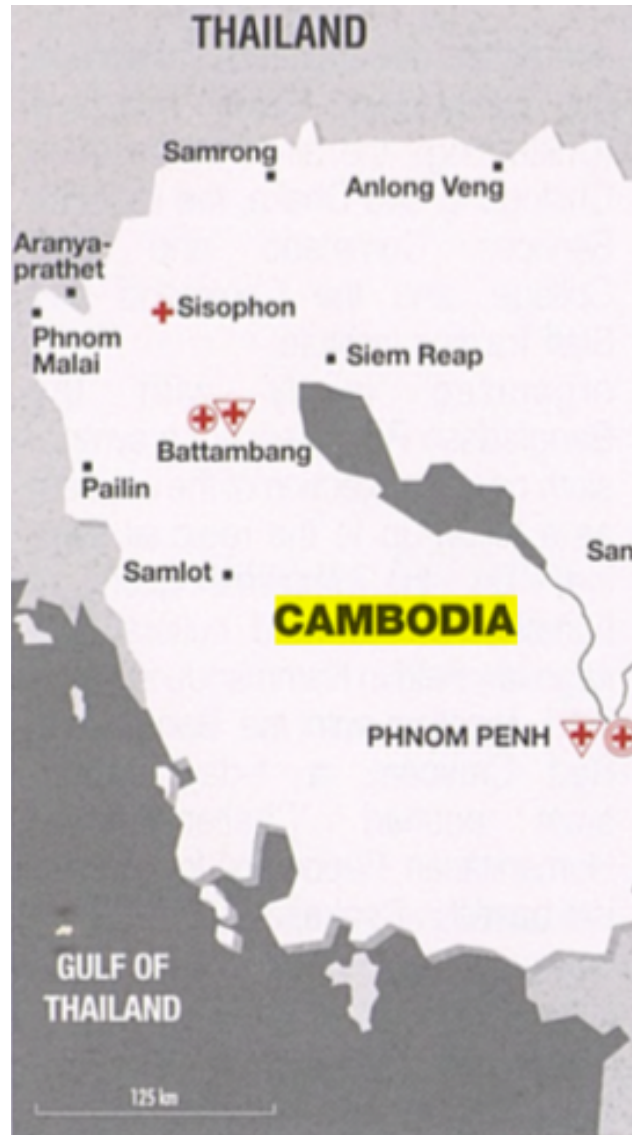 THAILAND
Samrong
Anlong Veng
Aranya-
prathet
Sisophon
Phnom
Malai
Siem Reap
Battambang
Pailin
Samlot
San
CAMBODIA
PHNOM PENH
GULF OF
THAILAND
125 km